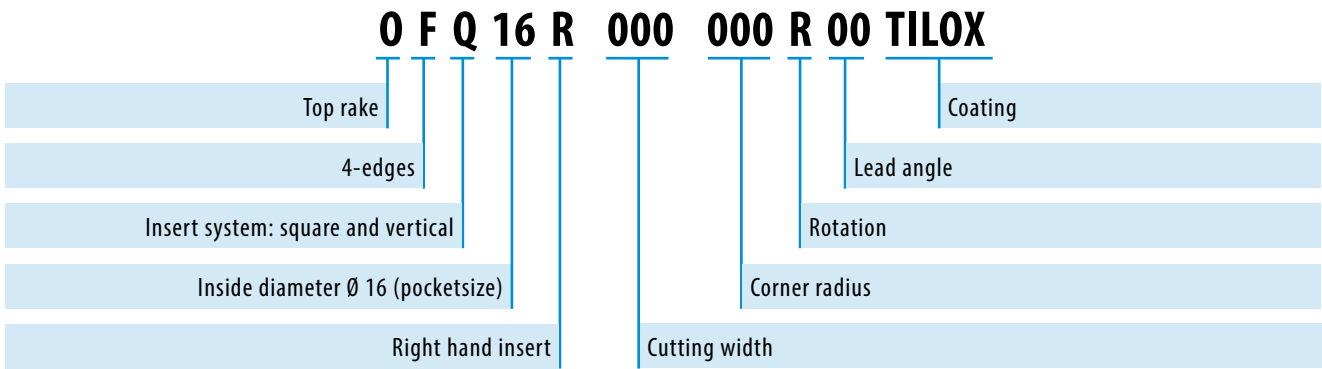 0 F Q 16 R 000 000 R 00 TILOX
Top rake
Coating
4-edges
Lead angle
Insert system: square and vertical
Rotation
Inside diameter Ø 16 (pocketsize)
Corner radius
Right hand insert
Cutting width